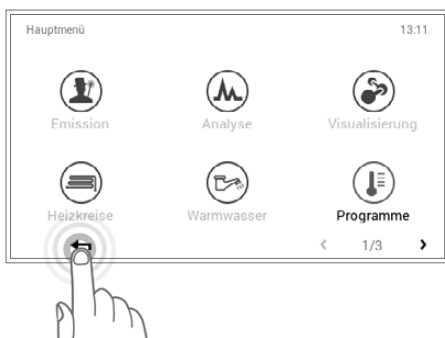 Hauptmenü 13:11
Emission Analyse Visualisierung
Heizkreise Warmwasser Programme
1/3